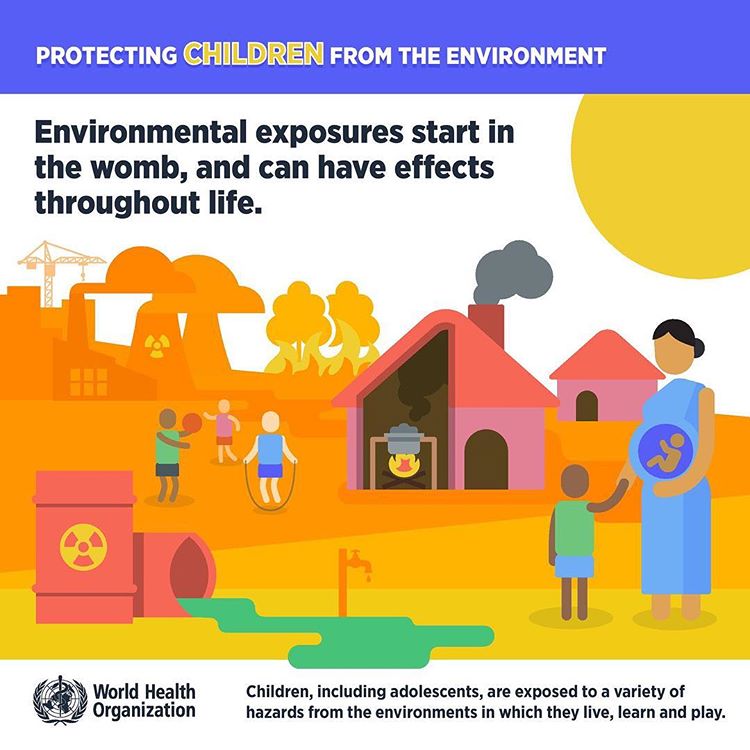 PROTECTING CHILDREN FROM THE ENVIRONMENT
Environmental exposures start in
the womb, and can have effects
throughout life.
World Health
Organization
Children, including adolescents, are exposed to a variety of
hazards from the environments in which they live, learn and play.